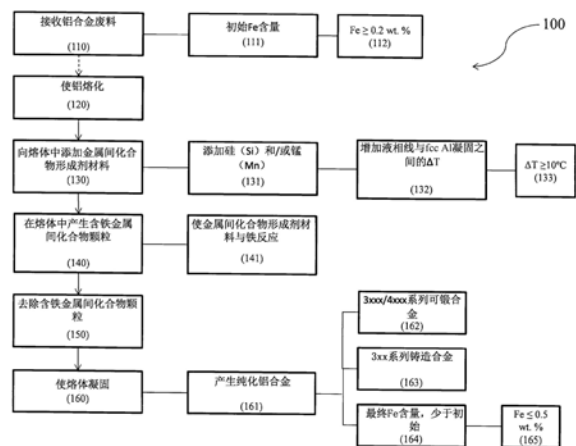 接收铝合金废料
(110)
初始Fe含量
(111)
Fe ≥ 0.2 wt. %
(112)
100
使铝熔化
(120)
向熔体中添加金属间化合
物形成剂材料
(130)
添加硅（Si）和/或锰
（Mn）
(131)
增加液相线与fcc Al凝固之
间的ΔT
(132)
ΔT ≥10℃
(133)
在熔体中产生含铁金属
间化合物颗粒
(140)
使金属间化合物形成剂材
料与铁反应
(141)
去除含铁金属间化合物颗
粒
(150)
3xxx/4xxx系列可锻合
金
(162)
使熔体凝固
(160)
产生纯化铝合金
(161)
3xx系列铸造合金
(163)
最终Fe含量，少于初
始
(164)
Fe ≤ 0.5
wt. %
(165)